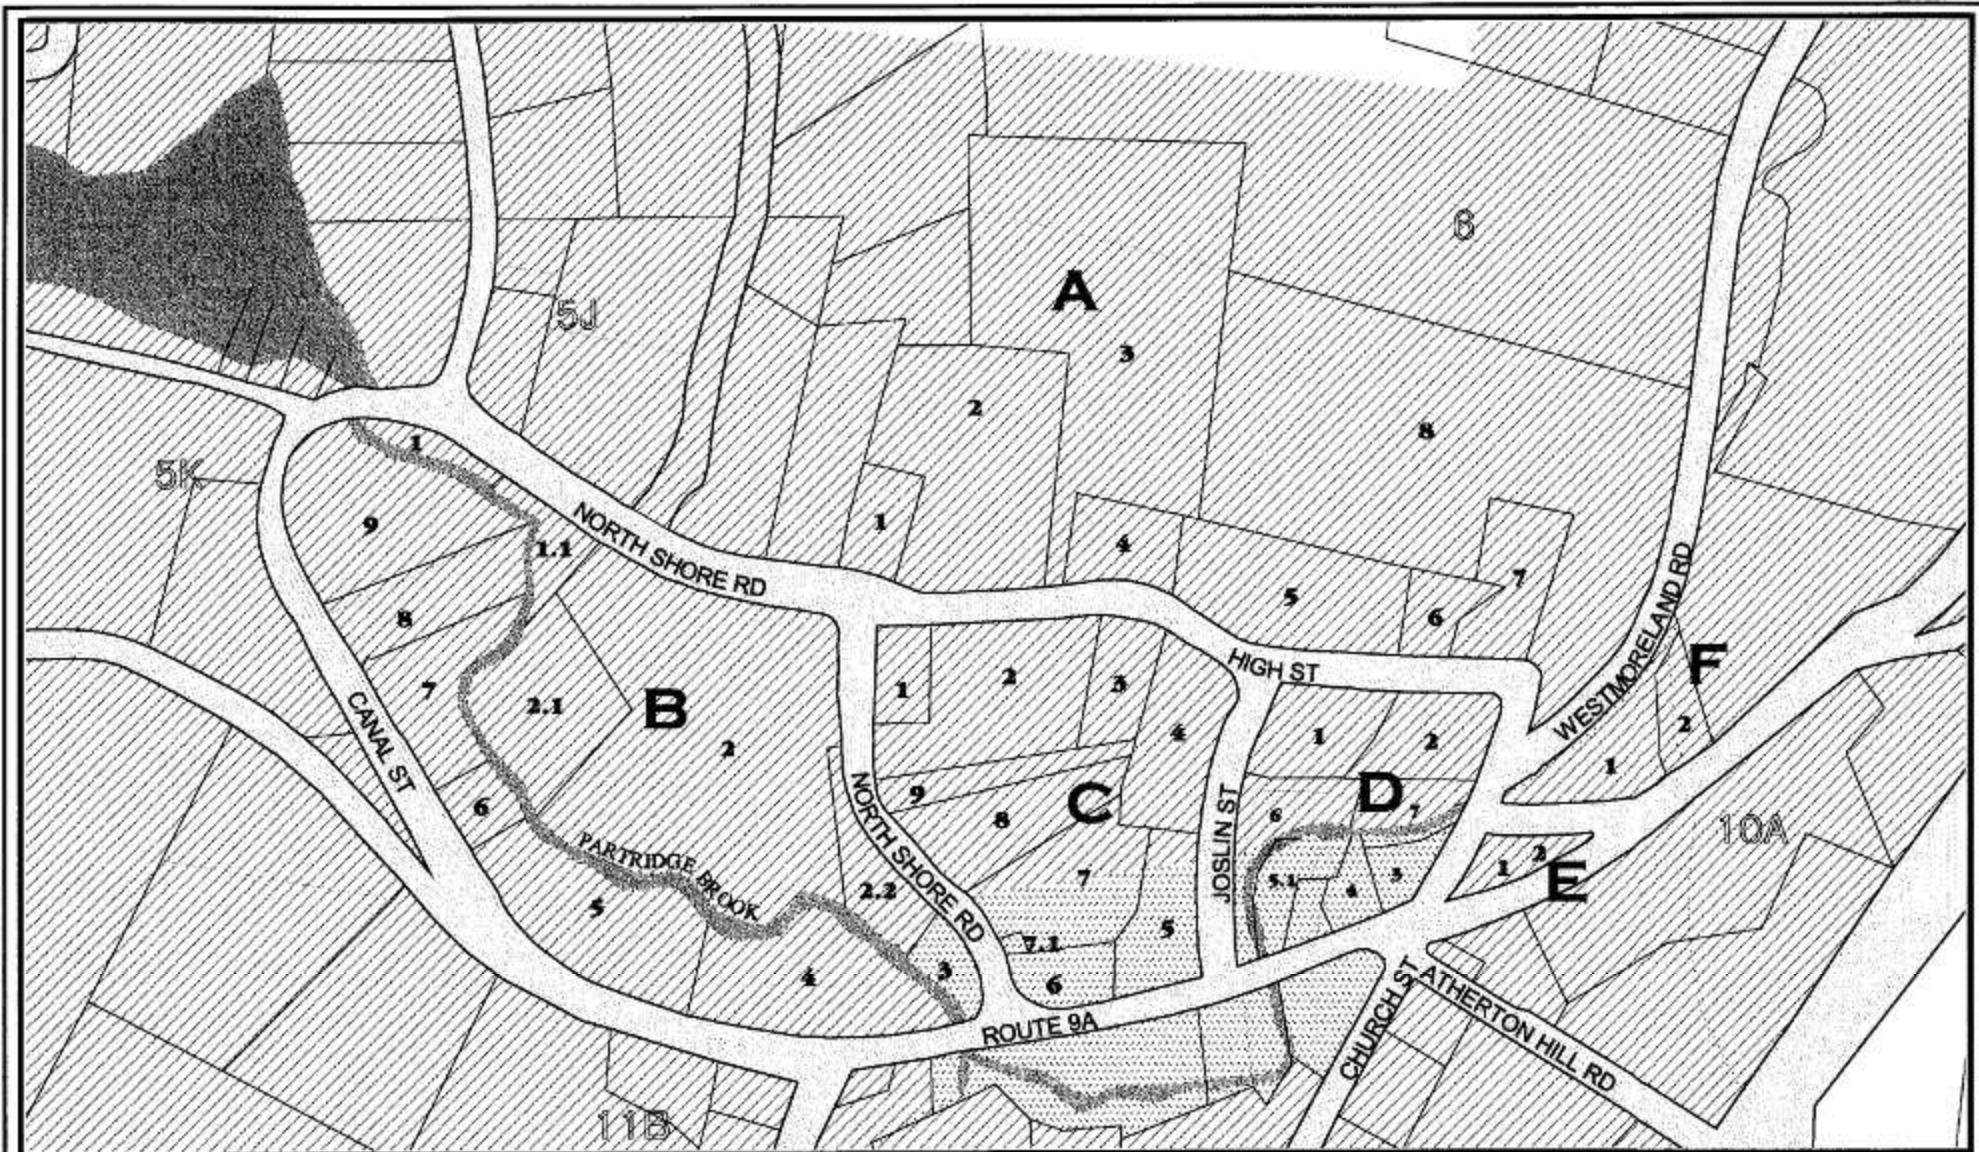 6
A
5J
3
2
8
1
5K
9
1
4
7
1.1
NORTH SHORE RD
5
6
8
WESTMORELAND RD
F
HIGH ST
2
3
1
7
2.1
B
2
CANAL ST
4
1
2
2
1
NORTH SHORE RD
9
C
D
6
8
JOSLIN ST
6
7
10A
PARTRIDGE BROOK
2
1
E
7
5
2.2
5.1
4
3
7.1
5
4
3
6
ROUTE 9A
CHURCH ST
ATHERTON HILL RD
11B